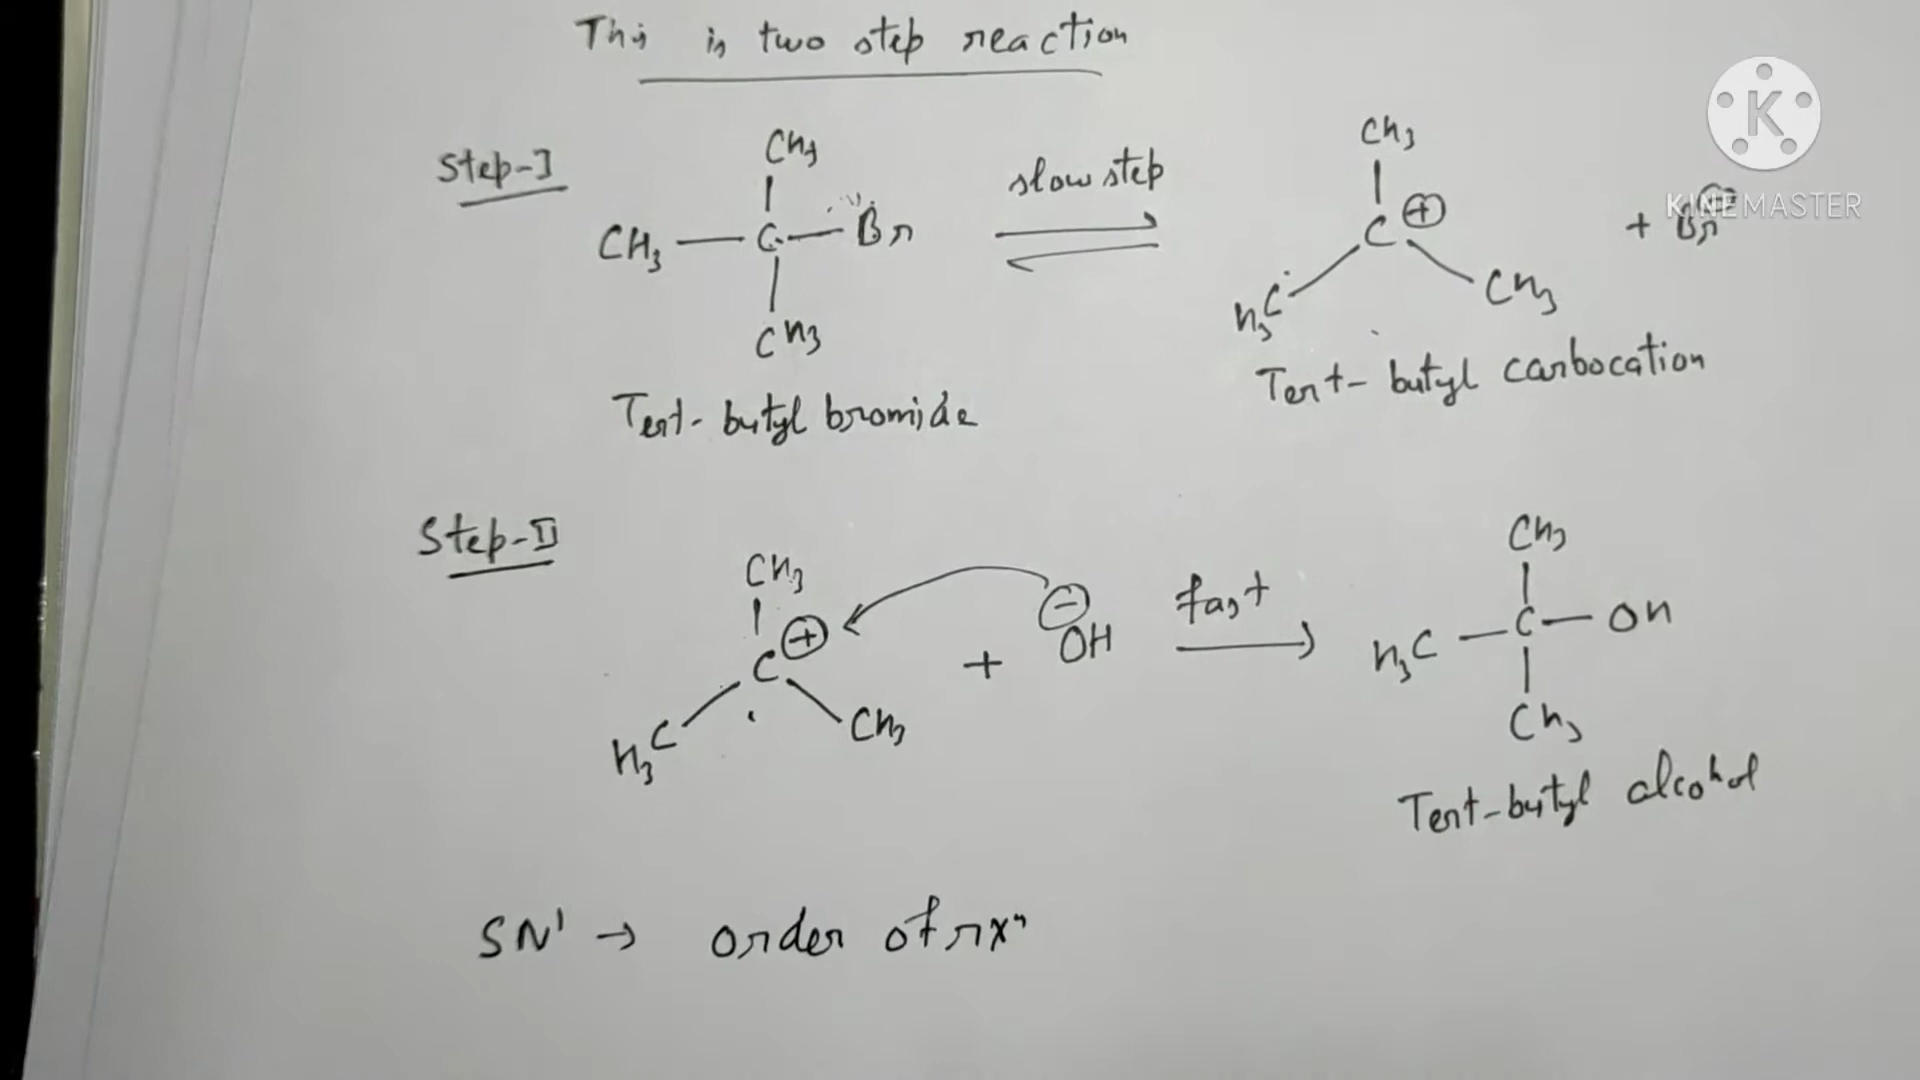 This is two step reaction
Step-I
CH3
slow step
CH3
CH3 — C — Br
C ⊕
+ Br
KINEMASTER
CH3
H3C
CH3
Tert-butyl bromide
Tert-butyl carbocation
Step-II
CH3
⊖
fast
CH3
C ⊕
+ OH
H3C — C — OH
H3C
CH3
CH3
Tert-butyl alcohol
SN1 → order of rxn